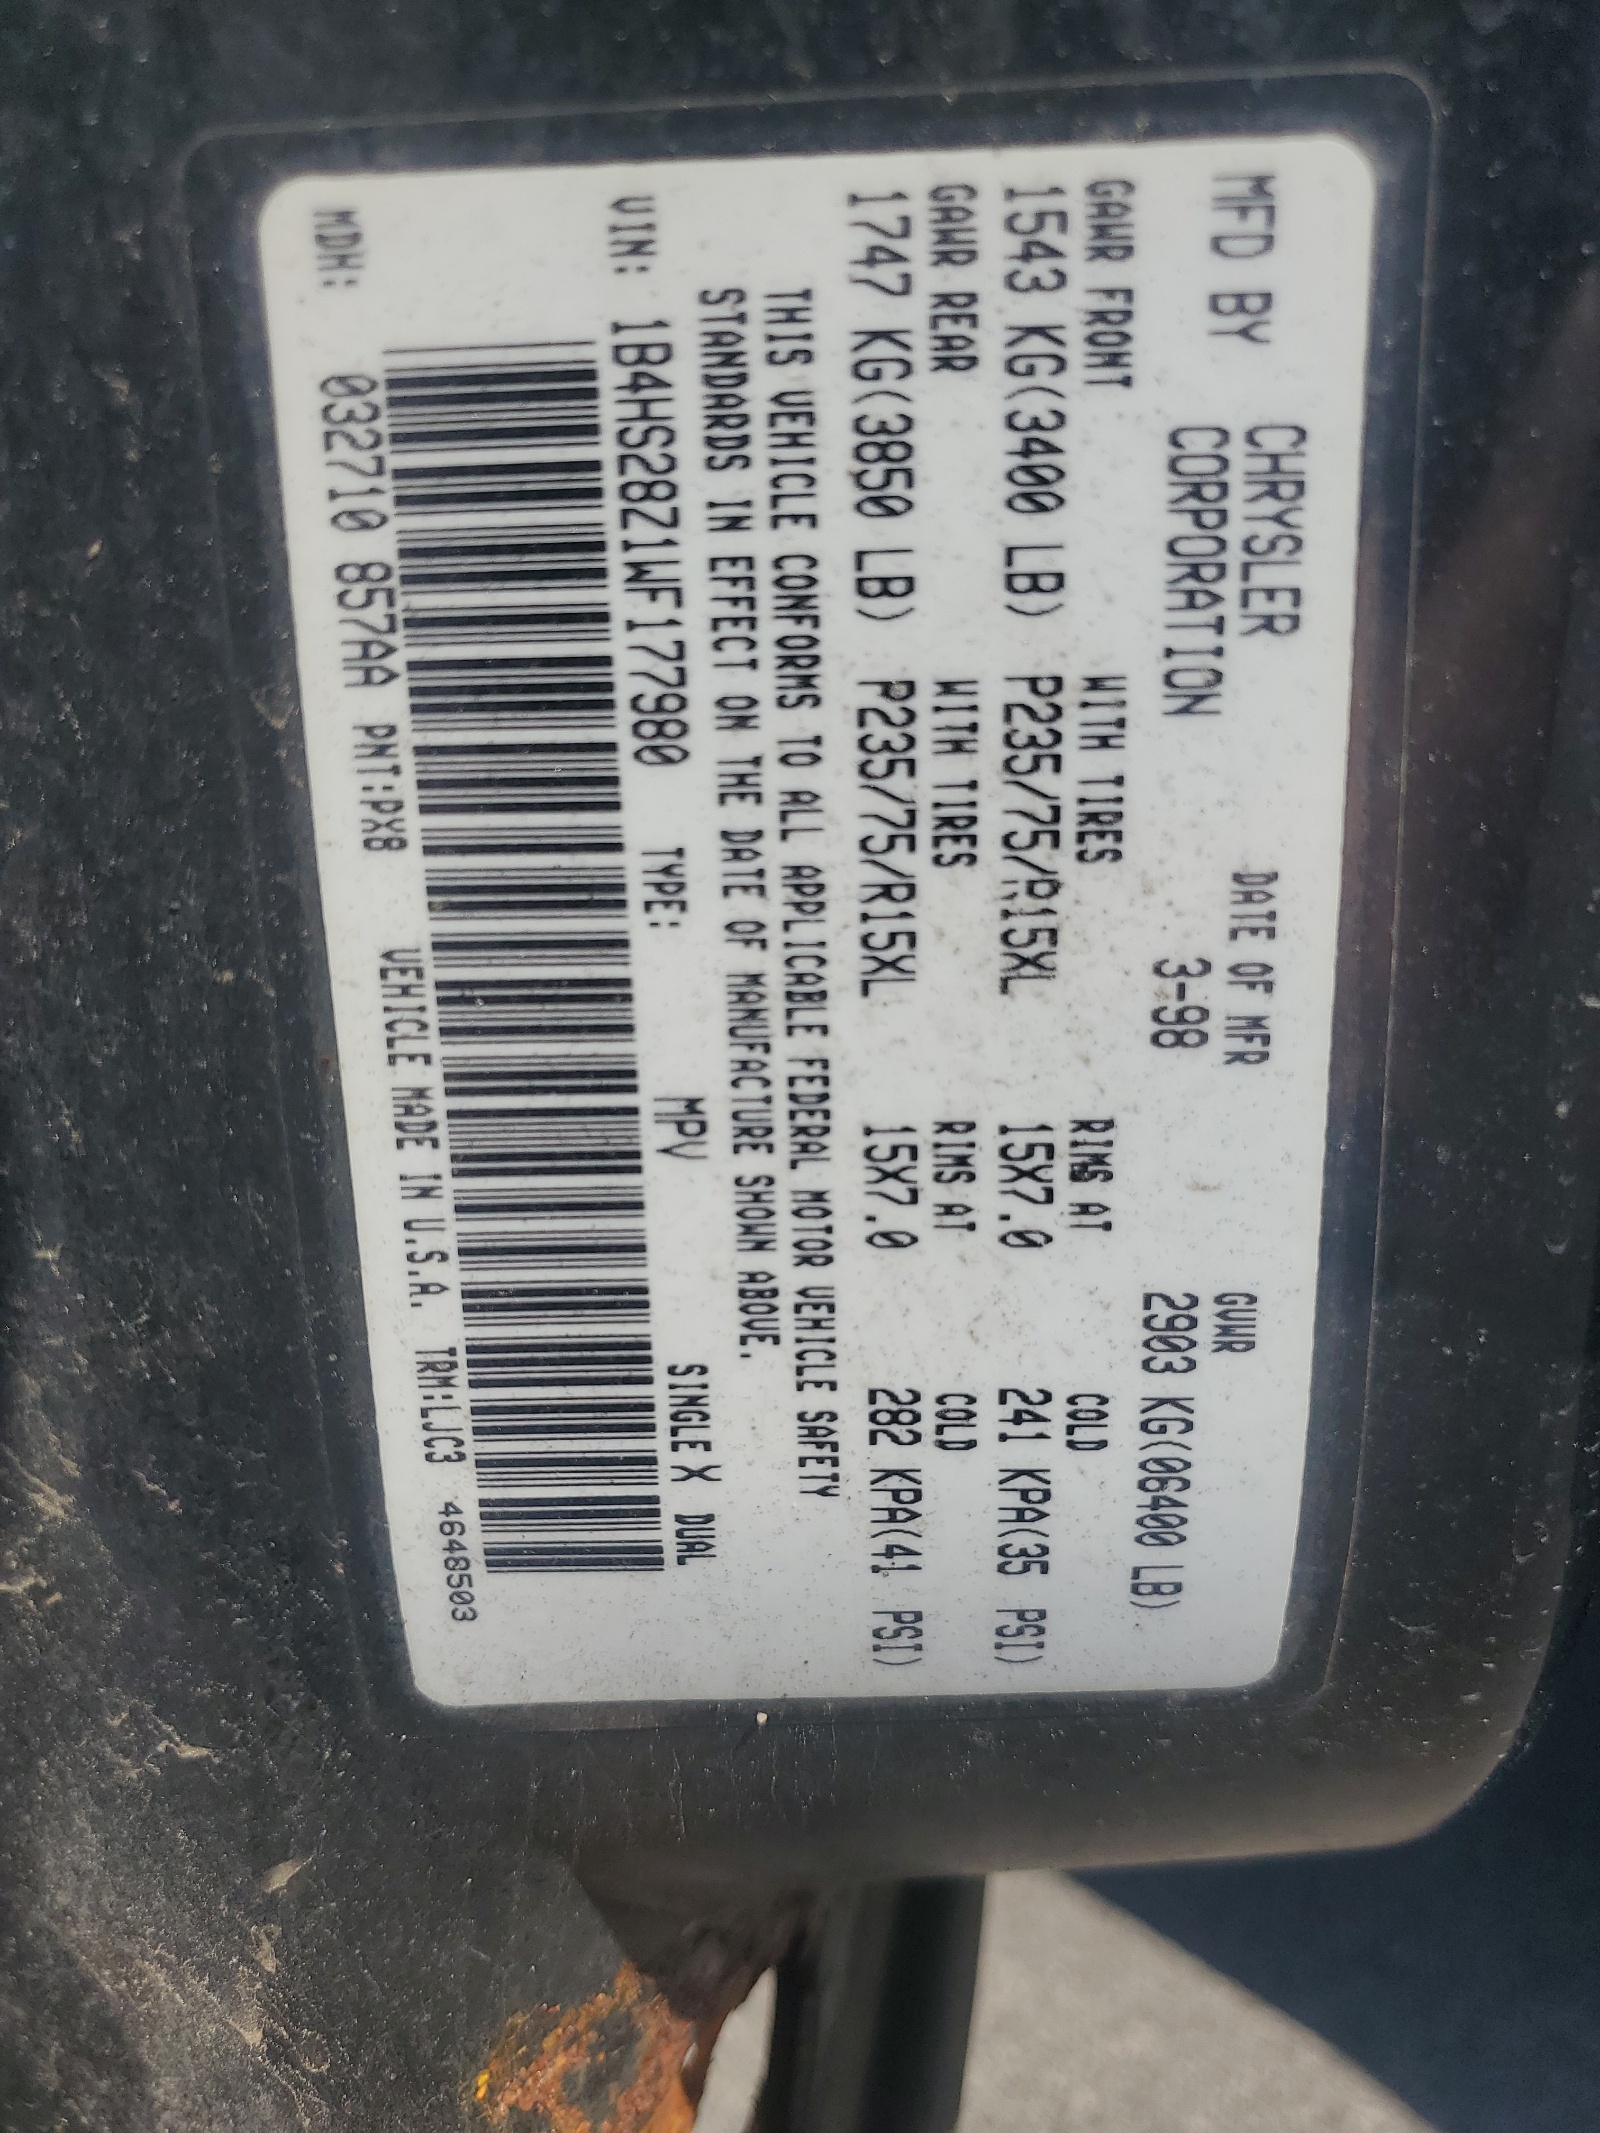 MFD BY CHRYSLER CORPORATION
DATE OF MFR 3-98
GVWR 2903 KG(06400 LB)
GAWR FRONT WITH TIRES RIMS AT COLD
1543 KG(3400 LB) P235/75/R15XL 15X7.0 241 KPA(35 PSI)
GAWR REAR WITH TIRES RIMS AT COLD
1747 KG(3850 LB) P235/75/R15XL 15X7.0 282 KPA(41 PSI)
THIS VEHICLE CONFORMS TO ALL APPLICABLE FEDERAL MOTOR VEHICLE SAFETY
STANDARDS IN EFFECT ON THE DATE OF MANUFACTURE SHOWN ABOVE.
VIN: 1B4HS28Z1WF177980 TYPE: MPV SINGLE X DUAL
MDH: 032710 857AA PNT:PX8 VEHICLE MADE IN U.S.A. TRM:LJC3 4648503